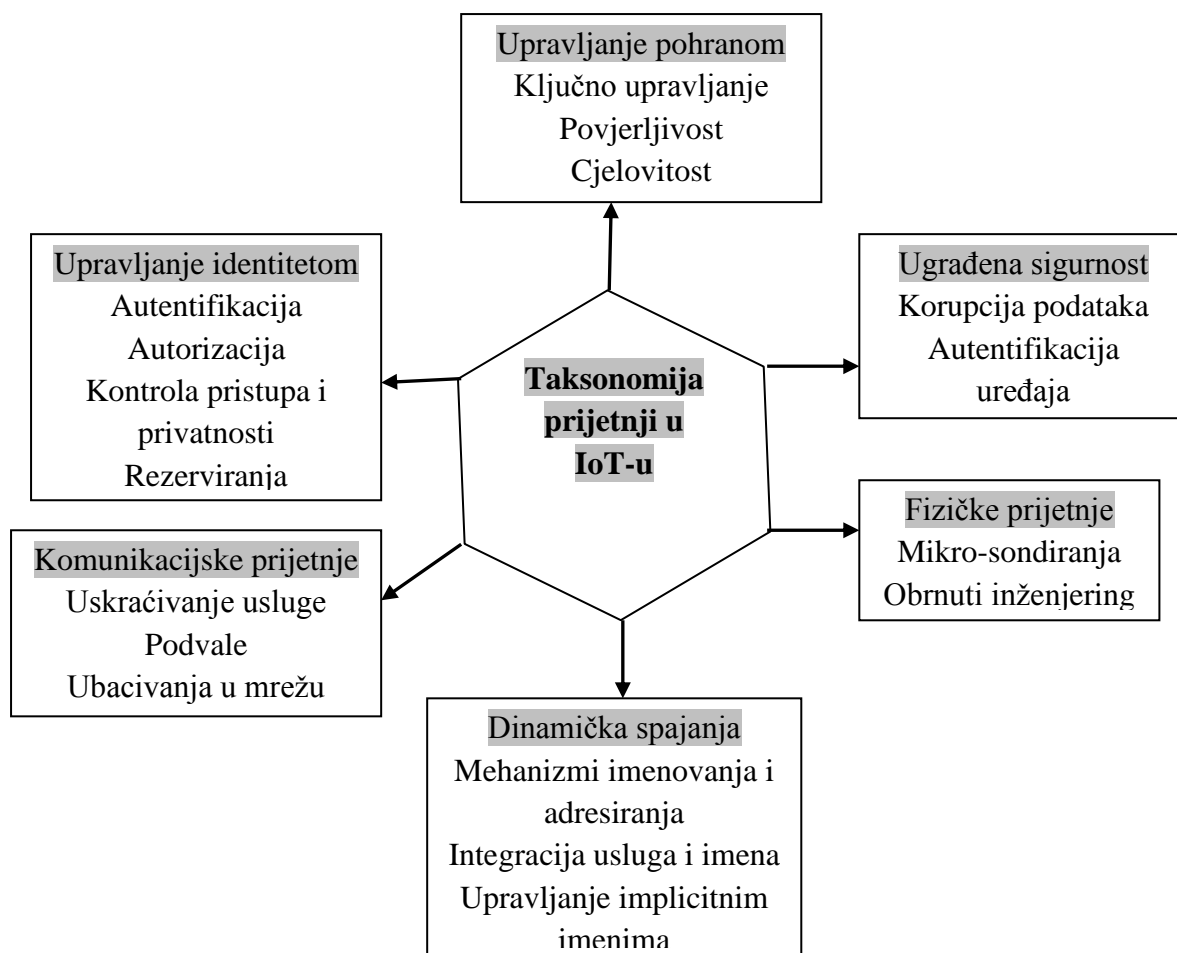 Upravljanje pohranom
Ključno upravljanje
Povjerljivost
Cjelovitost
Upravljanje identitetom
Autentifikacija
Autorizacija
Kontrola pristupa i
privatnosti
Rezerviranja
Ugrađena sigurnost
Korupcija podataka
Autentifikacija
uređaja
Taksonomija
prijetnji u
IoT-u
Fizičke prijetnje
Mikro-sondiranja
Obrnuti inženjering
Komunikacijske prijetnje
Uskraćivanje usluge
Podvale
Ubacivanja u mrežu
Dinamička spajanja
Mehanizmi imenovanja i
adresiranja
Integracija usluga i imena
Upravljanje implicitnim
imenima